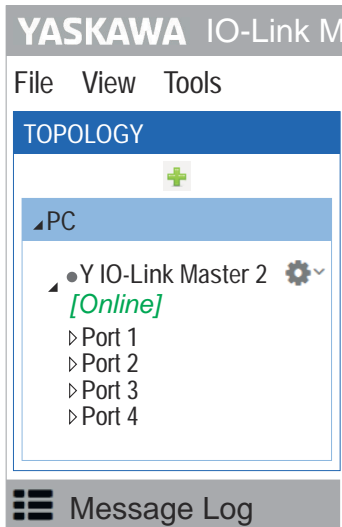 YASKAWA IO-Link M
File View Tools
TOPOLOGY
PC
Y IO-Link Master 2
[Online]
Port 1
Port 2
Port 3
Port 4
Message Log